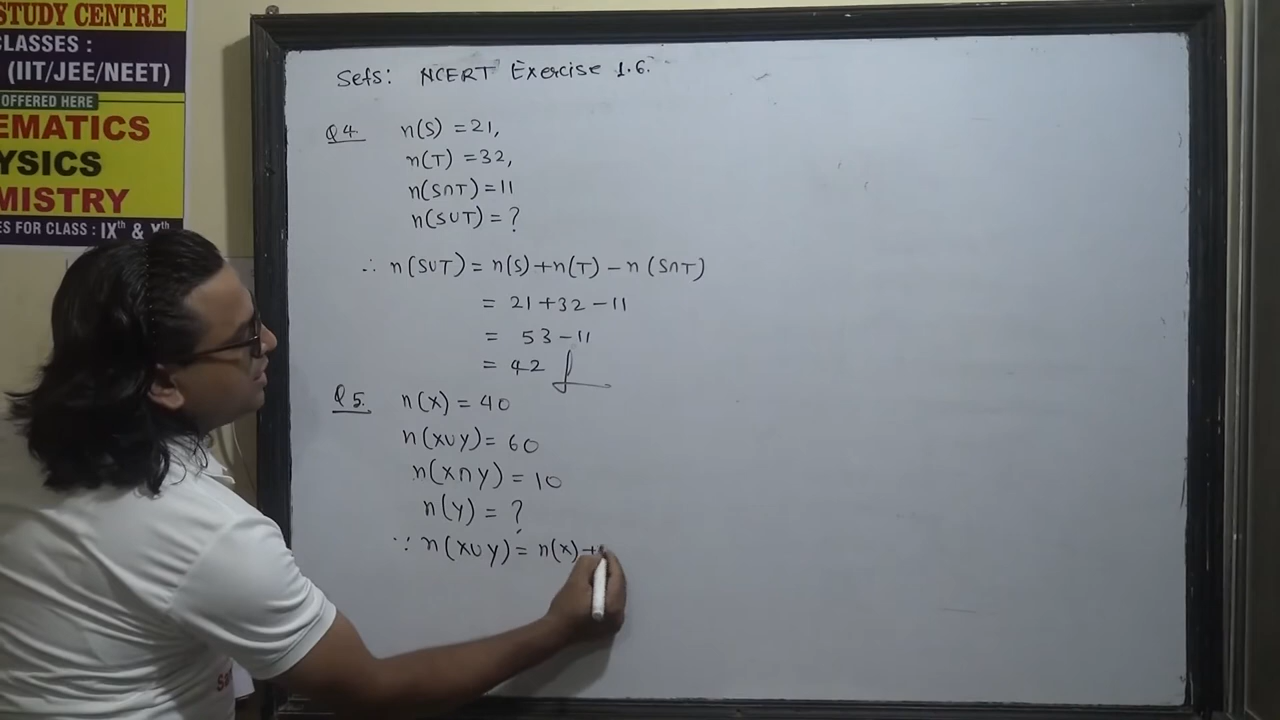 STUDY CENTRE
CLASSES :
(IIT/JEE/NEET)
OFFERED HERE
EMATICS
YSICS
MISTRY
ES FOR CLASS : IXth & Xth
Sets: NCERT Exercise 1.6.
Q4. n(S) = 21,
n(T) = 32,
n(S∩T) = 11
n(S∪T) = ?
∴ n(S∪T) = n(S)+n(T) − n(S∩T)
= 21+32−11
= 53−11
= 42
Q5. n(X) = 40
n(X∪Y) = 60
n(X∩Y) = 10
n(Y) = ?
∵ n(X∪Y) = n(X)+